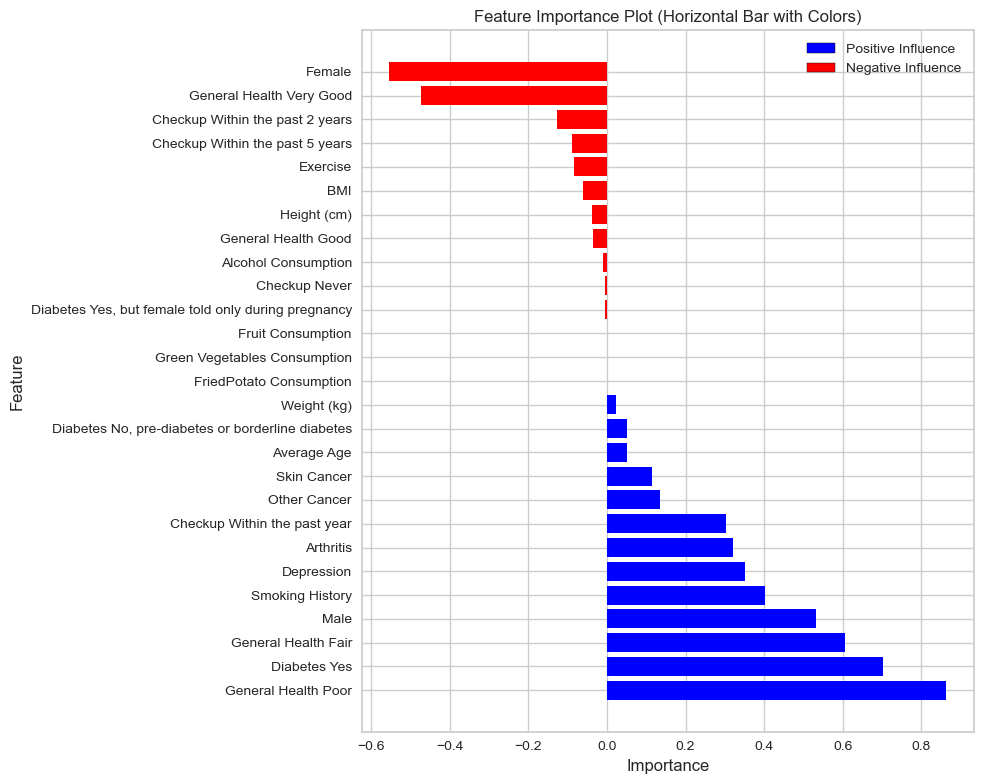 Feature Importance Plot (Horizontal Bar with Colors)
Positive Influence
Negative Influence
Female
General Health Very Good
Checkup Within the past 2 years
Checkup Within the past 5 years
Exercise
BMI
Height (cm)
General Health Good
Alcohol Consumption
Checkup Never
Diabetes Yes, but female told only during pregnancy
Fruit Consumption
Green Vegetables Consumption
FriedPotato Consumption
Weight (kg)
Diabetes No, pre-diabetes or borderline diabetes
Average Age
Skin Cancer
Other Cancer
Checkup Within the past year
Arthritis
Depression
Smoking History
Male
General Health Fair
Diabetes Yes
General Health Poor
Feature
−0.6 −0.4 −0.2 0.0 0.2 0.4 0.6 0.8
Importance